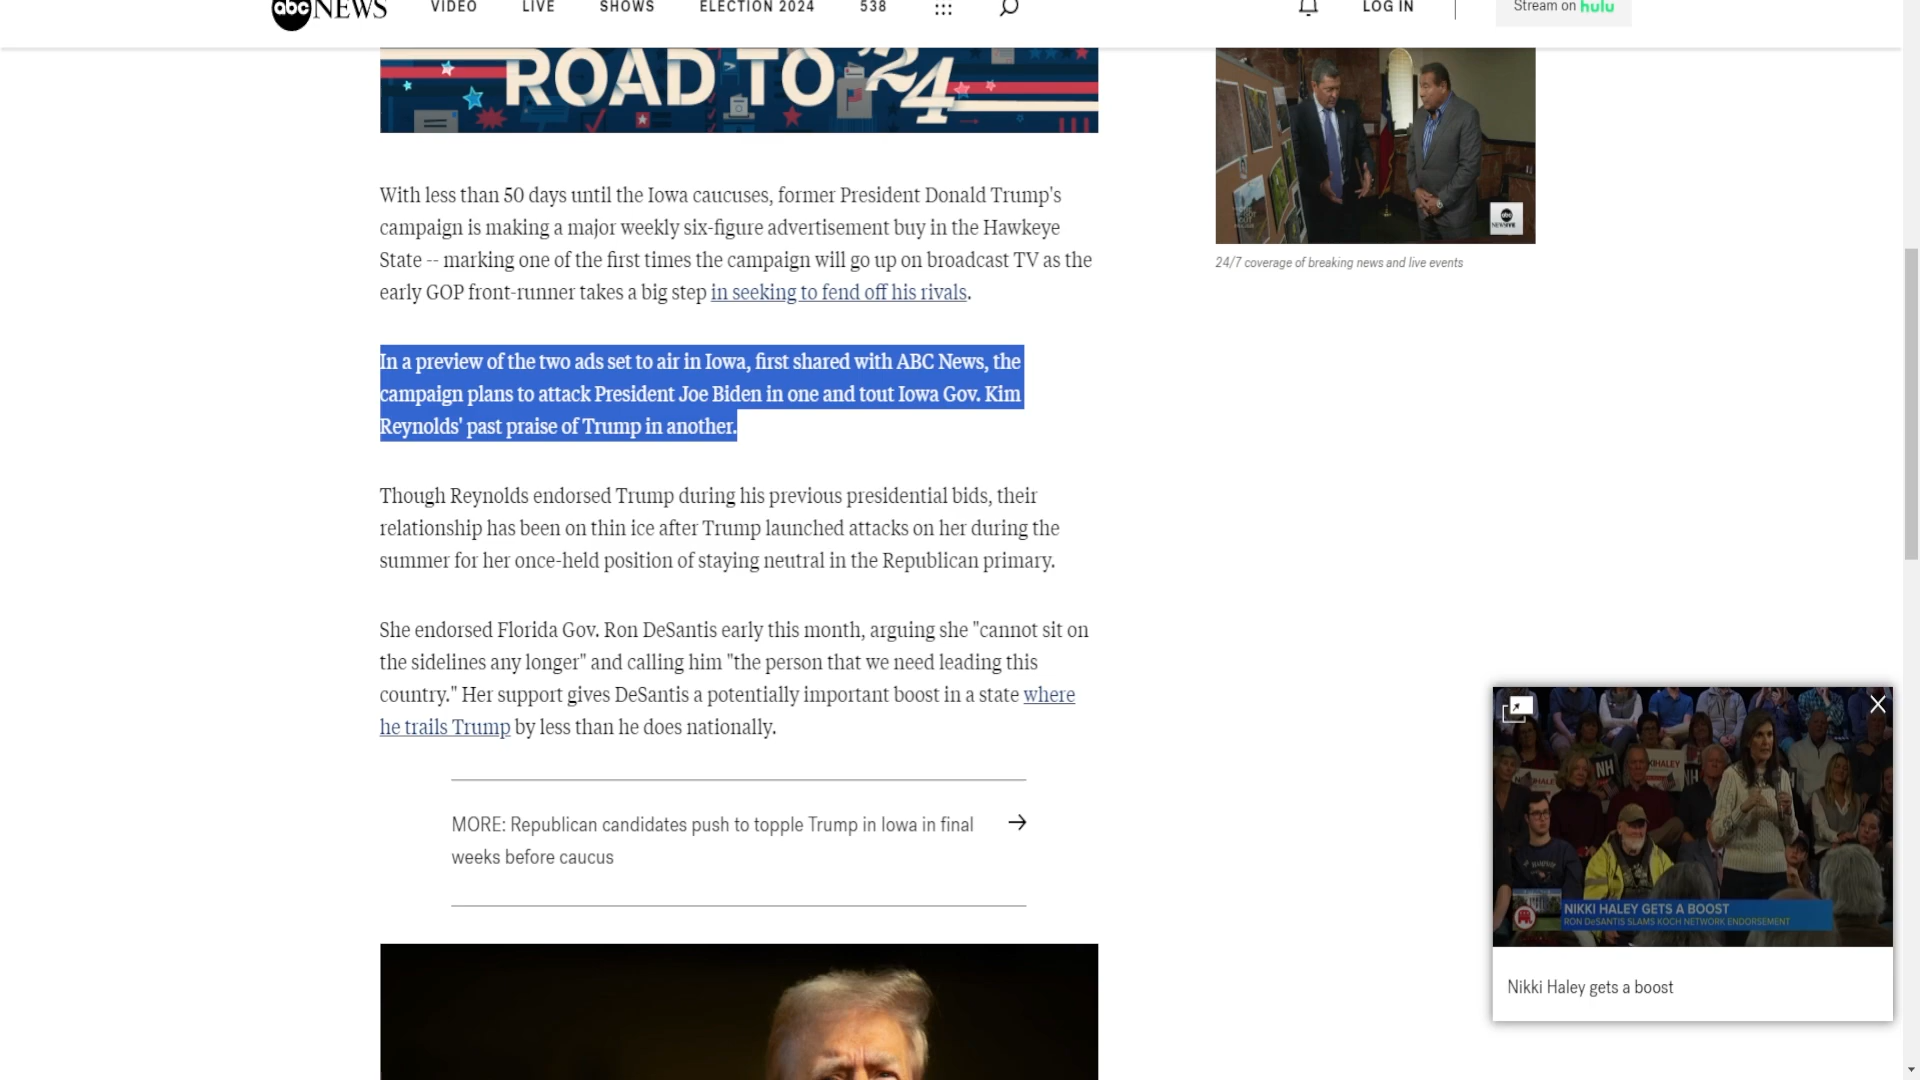 abc NEWS
VIDEO
LIVE
SHOWS
ELECTION 2024
538
LOG IN
Stream on hulu
ROAD TO '24
With less than 50 days until the Iowa caucuses, former President Donald Trump's
campaign is making a major weekly six-figure advertisement buy in the Hawkeye
State -- marking one of the first times the campaign will go up on broadcast TV as the
early GOP front-runner takes a big step in seeking to fend off his rivals.
In a preview of the two ads set to air in Iowa, first shared with ABC News, the
campaign plans to attack President Joe Biden in one and tout Iowa Gov. Kim
Reynolds' past praise of Trump in another.
Though Reynolds endorsed Trump during his previous presidential bids, their
relationship has been on thin ice after Trump launched attacks on her during the
summer for her once-held position of staying neutral in the Republican primary.
She endorsed Florida Gov. Ron DeSantis early this month, arguing she "cannot sit on
the sidelines any longer" and calling him "the person that we need leading this
country." Her support gives DeSantis a potentially important boost in a state where
he trails Trump by less than he does nationally.
MORE: Republican candidates push to topple Trump in Iowa in final
weeks before caucus
24/7 coverage of breaking news and live events
NH
NIKKI HALEY GETS A BOOST
RON DeSANTIS SLAMS KOCH NETWORK ENDORSEMENT
Nikki Haley gets a boost